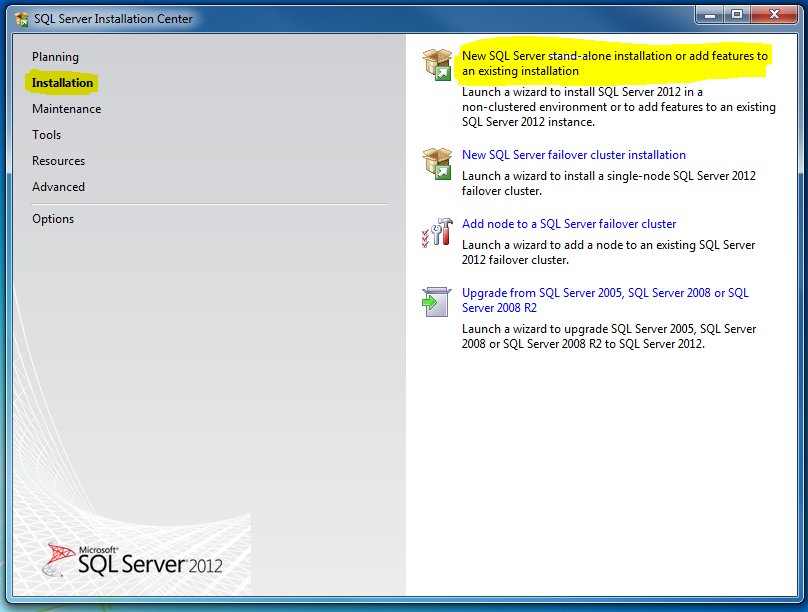 SQL Server Installation Center
Planning
Installation
Maintenance
Tools
Resources
Advanced
Options
New SQL Server stand-alone installation or add features to
an existing installation
Launch a wizard to install SQL Server 2012 in a
non-clustered environment or to add features to an existing
SQL Server 2012 instance.
New SQL Server failover cluster installation
Launch a wizard to install a single-node SQL Server 2012
failover cluster.
Add node to a SQL Server failover cluster
Launch a wizard to add a node to an existing SQL Server
2012 failover cluster.
Upgrade from SQL Server 2005, SQL Server 2008 or SQL
Server 2008 R2
Launch a wizard to upgrade SQL Server 2005, SQL Server
2008 or SQL Server 2008 R2 to SQL Server 2012.
Microsoft®
SQL Server® 2012